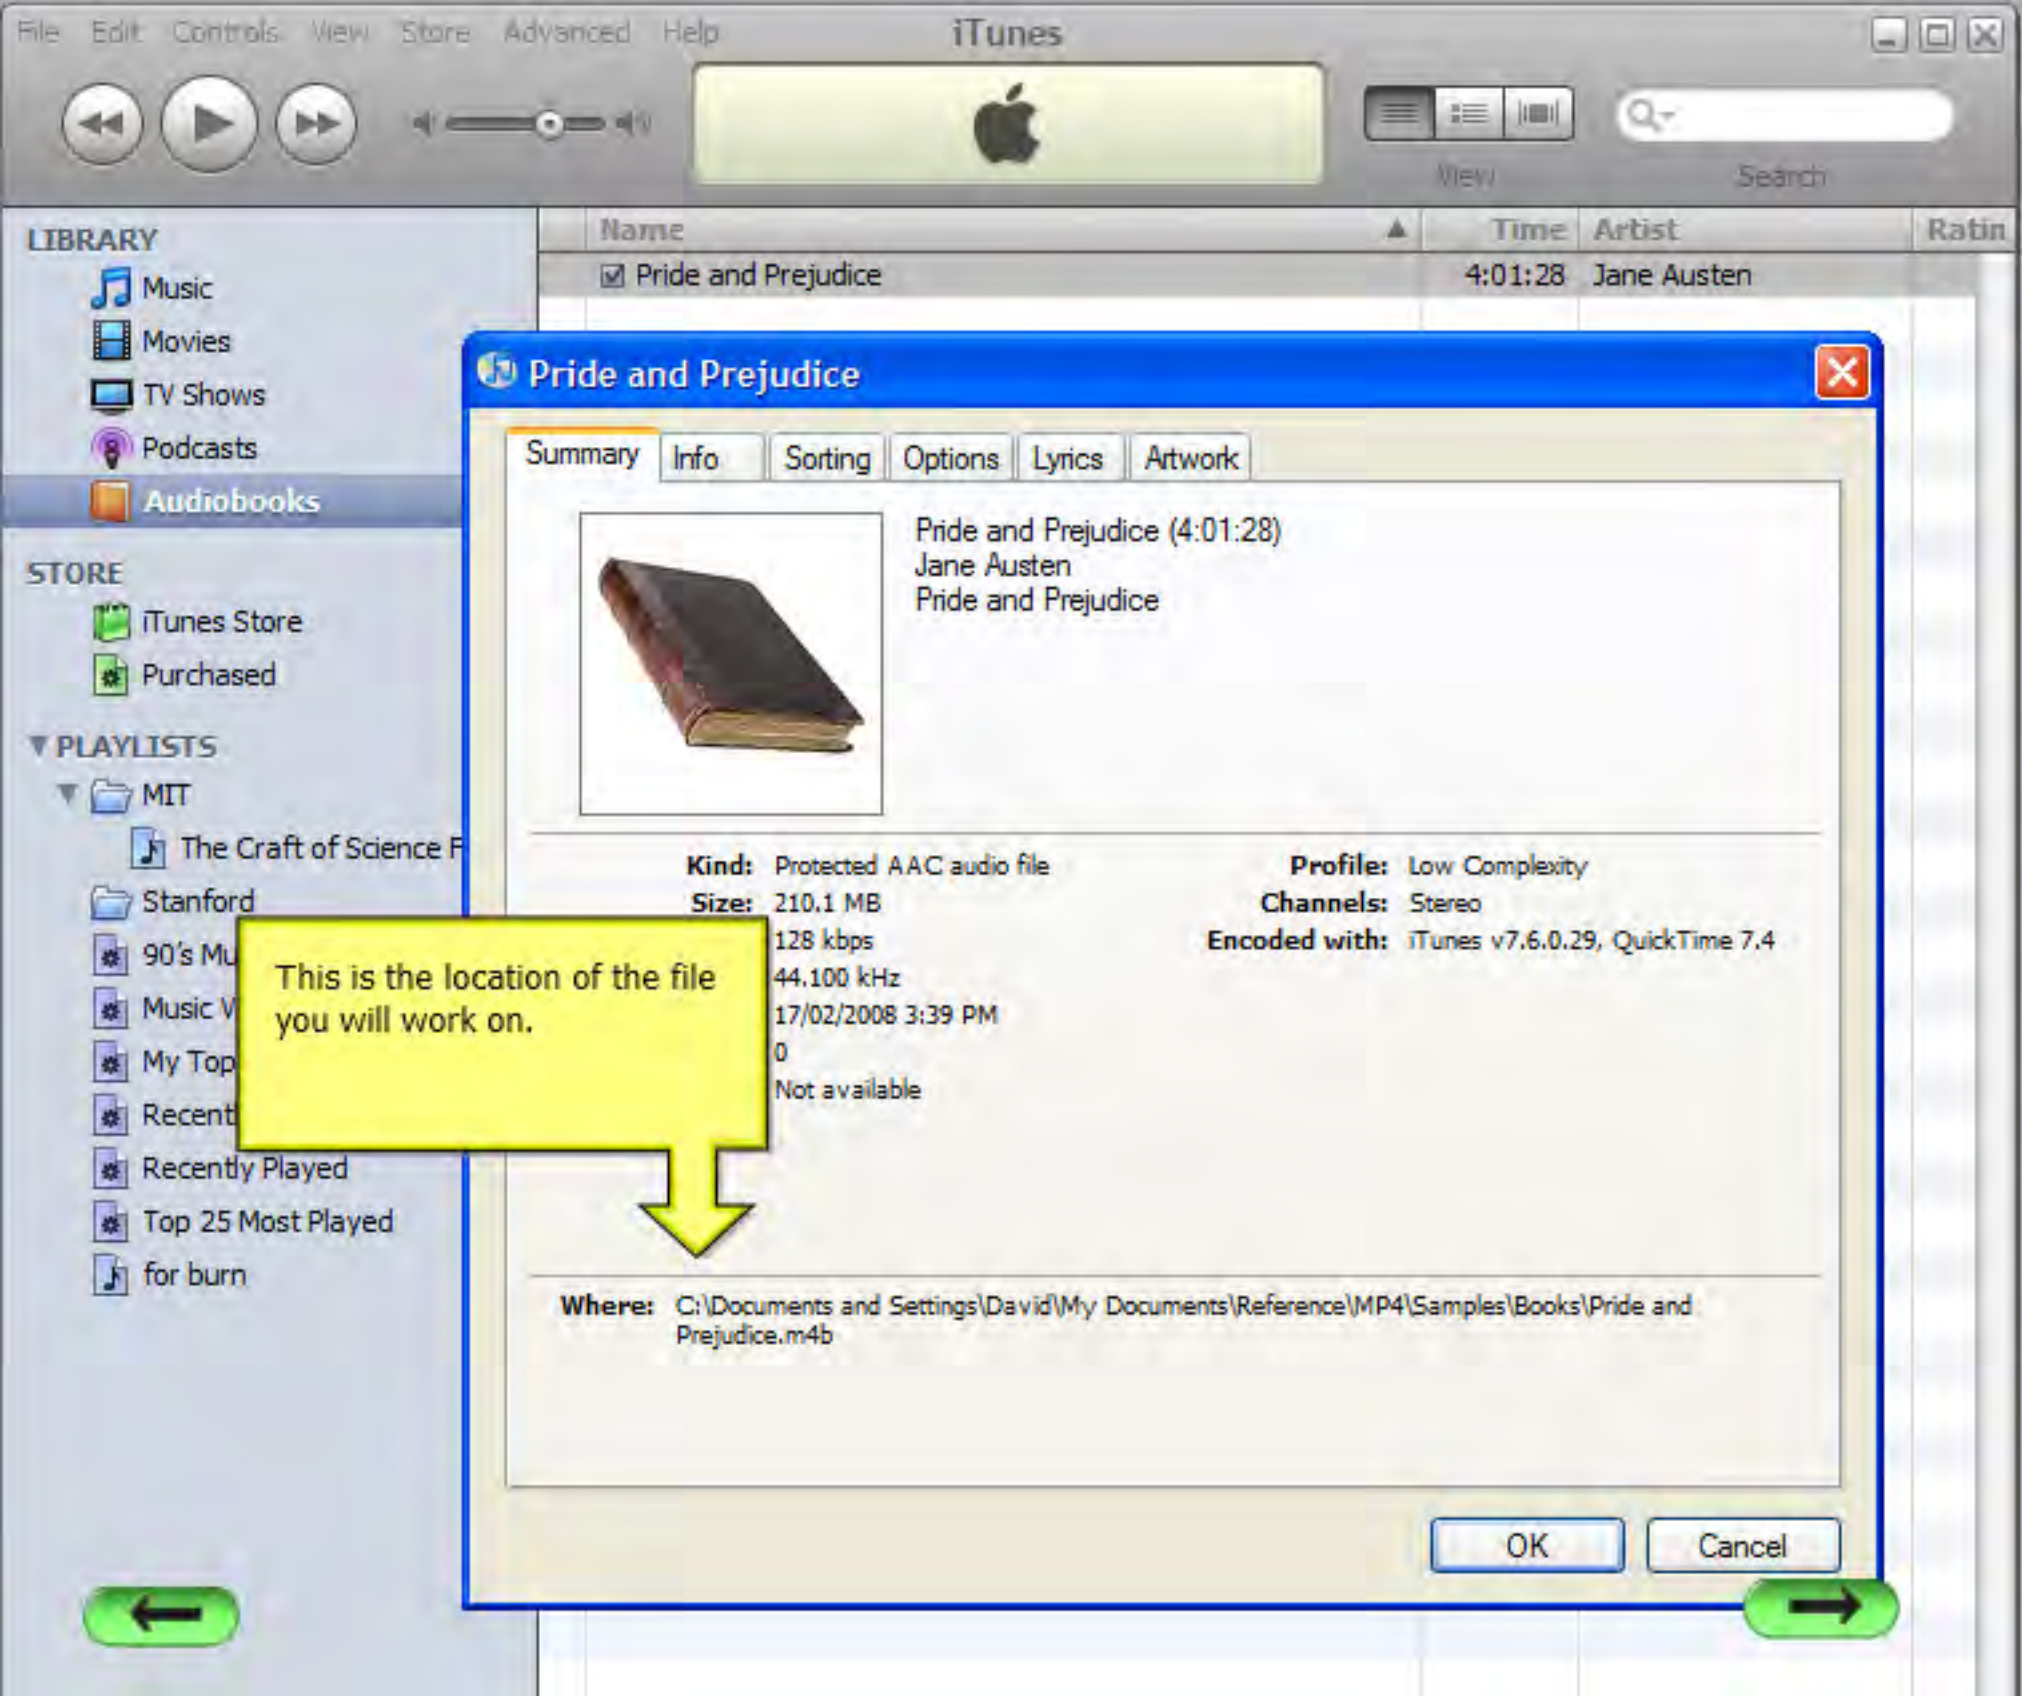 File Edit Controls View Store Advanced Help
iTunes
View
Search
LIBRARY
Music
Movies
TV Shows
Podcasts
Audiobooks
STORE
iTunes Store
Purchased
PLAYLISTS
MIT
The Craft of Science F
Stanford
90's Mu
Music V
My Top
Recent
Recently Played
Top 25 Most Played
for burn
Name Time Artist Ratin
Pride and Prejudice 4:01:28 Jane Austen
Pride and Prejudice
Summary Info Sorting Options Lyrics Artwork
Pride and Prejudice (4:01:28)
Jane Austen
Pride and Prejudice
Kind: Protected AAC audio file
Size: 210.1 MB
128 kbps
44.100 kHz
17/02/2008 3:39 PM
0
Not available
Profile: Low Complexity
Channels: Stereo
Encoded with: iTunes v7.6.0.29, QuickTime 7.4
This is the location of the file
you will work on.
Where: C:\Documents and Settings\David\My Documents\Reference\MP4\Samples\Books\Pride and
Prejudice.m4b
OK Cancel